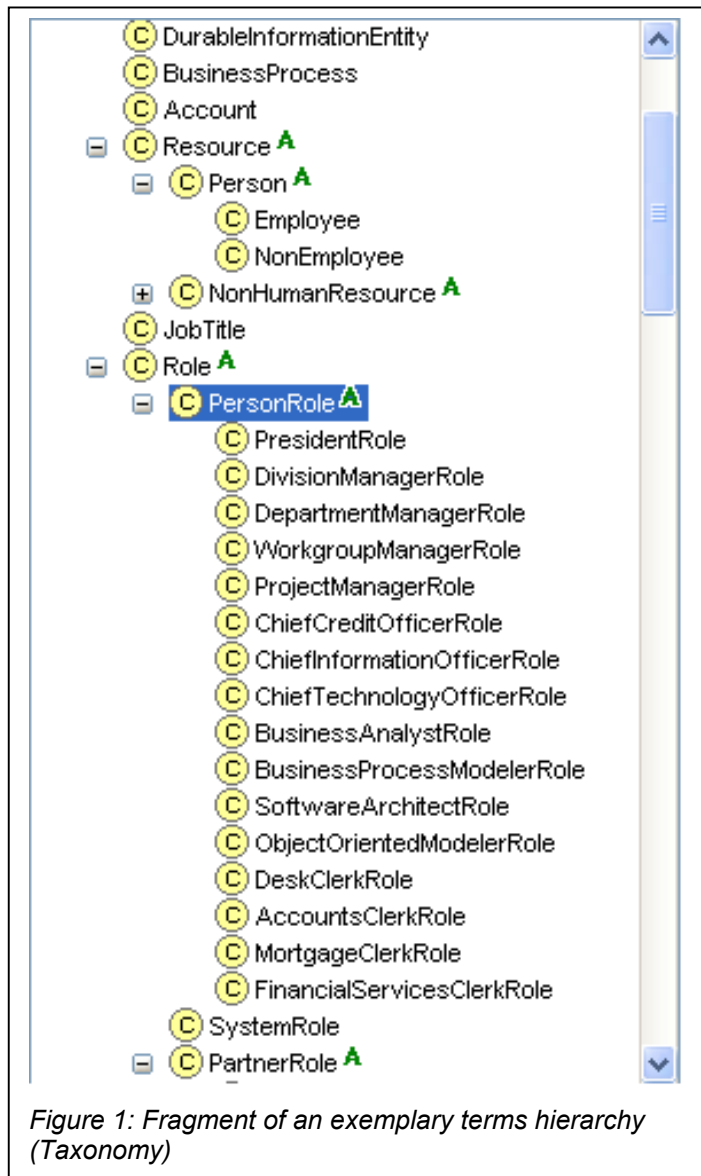 C DurableInformationEntity
C BusinessProcess
C Account
C Resource A
C Person A
C Employee
C NonEmployee
C NonHumanResource A
C JobTitle
C Role A
C PersonRole A
C PresidentRole
C DivisionManagerRole
C DepartmentManagerRole
C WorkgroupManagerRole
C ProjectManagerRole
C ChiefCreditOfficerRole
C ChiefInformationOfficerRole
C ChiefTechnologyOfficerRole
C BusinessAnalystRole
C BusinessProcessModelerRole
C SoftwareArchitectRole
C ObjectOrientedModelerRole
C DeskClerkRole
C AccountsClerkRole
C MortgageClerkRole
C FinancialServicesClerkRole
C SystemRole
C PartnerRole A
Figure 1: Fragment of an exemplary terms hierarchy
(Taxonomy)